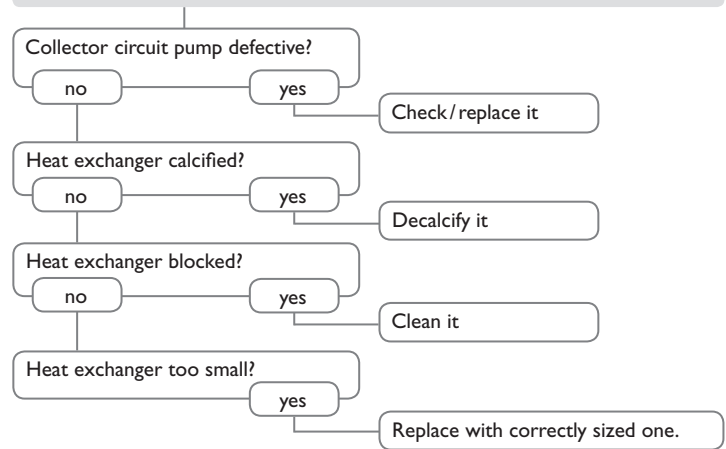 Collector circuit pump defective?
no
yes
Check/replace it
Heat exchanger calcified?
no
yes
Decalcify it
Heat exchanger blocked?
no
yes
Clean it
Heat exchanger too small?
yes
Replace with correctly sized one.